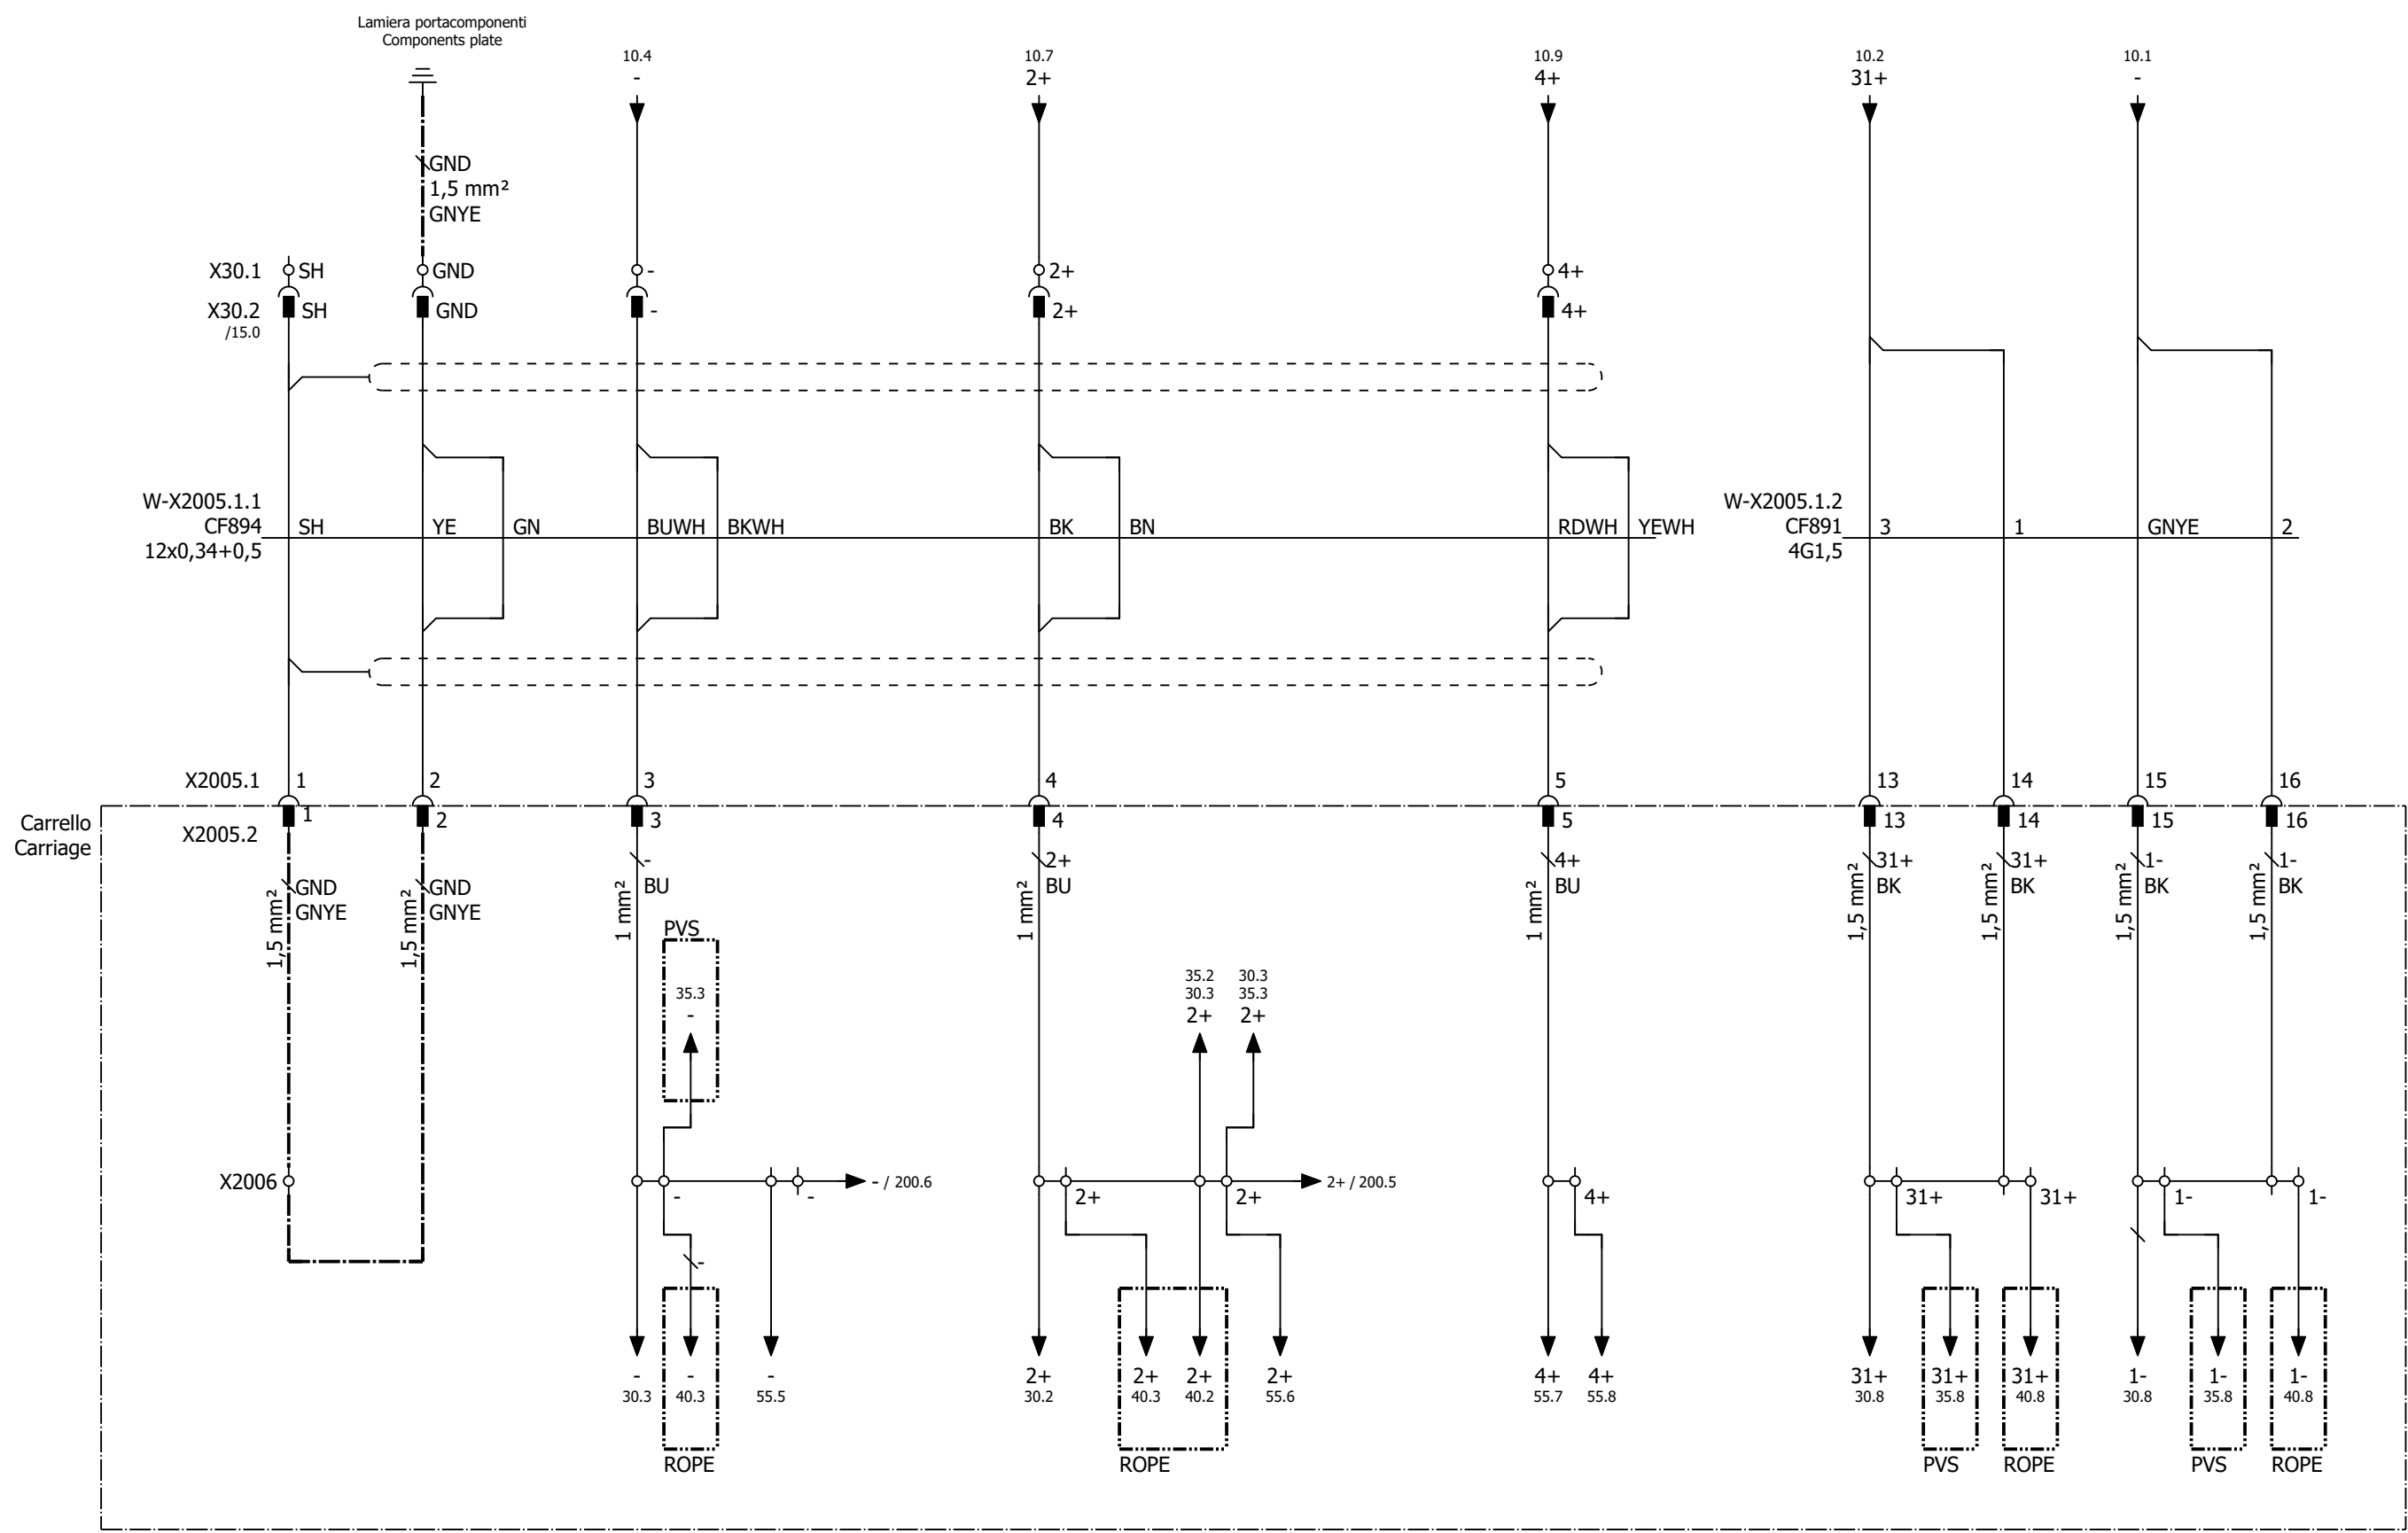 Lamiera portacomponenti
Components plate
10.4
-
10.7
2+
10.9
4+
10.2
31+
10.1
-
GND
1,5 mm²
GNYE
X30.1 SH GND - 2+ 4+
X30.2 SH GND - 2+ 4+
/15.0
W-X2005.1.1
CF894
12x0,34+0,5
SH YE GN BUWH BKWH BK BN RDWH YEWH
W-X2005.1.2
CF891
4G1,5
3 1 GNYE 2
X2005.1 1 2 3 4 5 13 14 15 16
Carrello
Carriage
X2005.2 1 2 3 4 5 13 14 15 16
1,5 mm²
GND
GNYE
1,5 mm²
GND
GNYE
1 mm²
-
BU
1 mm²
2+
BU
1 mm²
4+
BU
1,5 mm²
31+
BK
1,5 mm²
31+
BK
1,5 mm²
1-
BK
1,5 mm²
1-
BK
PVS
35.3
-
35.2
30.3
2+
30.3
35.3
2+
X2006
- - - / 200.6
2+ 2+ 2+ / 200.5
4+
31+ 31+
1- 1-
-
-
30.3
-
40.3
-
55.5
2+
30.2
2+
40.3
2+
40.2
2+
55.6
4+
55.7
4+
55.8
31+
30.8
31+
35.8
31+
40.8
1-
30.8
1-
35.8
1-
40.8
ROPE ROPE PVS ROPE PVS ROPE